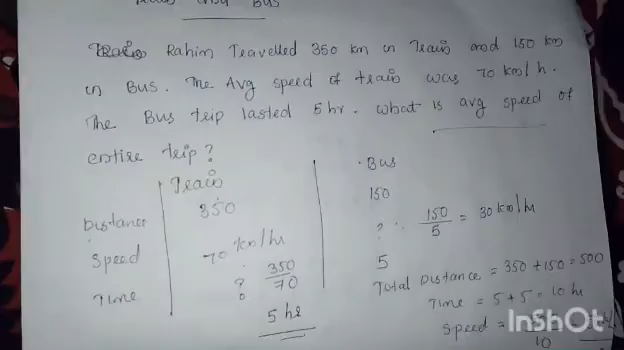 Bus
Rahim Travelled 350 km in Train and 150 km
in Bus. The Avg speed of train was 70 km/h.
The Bus trip lasted 5 hr. what is avg speed of
entire trip?
Train
Bus
Distance 350 150
Speed 70 km/hr ? ∴ 150/5 = 30 km/hr
Time ? 350/70 5
5 hr
Total Distance = 350 + 150 = 500
Time = 5 + 5 = 10 hr
Speed =
10
InShOt